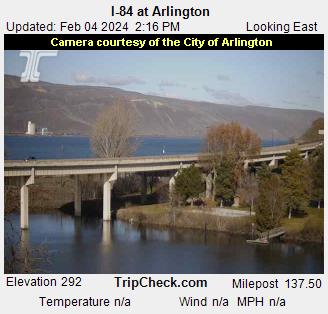 I-84 at Arlington
Updated: Feb 04 2024 2:16 PM Looking East
Camera courtesy of the City of Arlington
Elevation 292 TripCheck.com Milepost 137.50
Temperature n/a Wind n/a MPH n/a